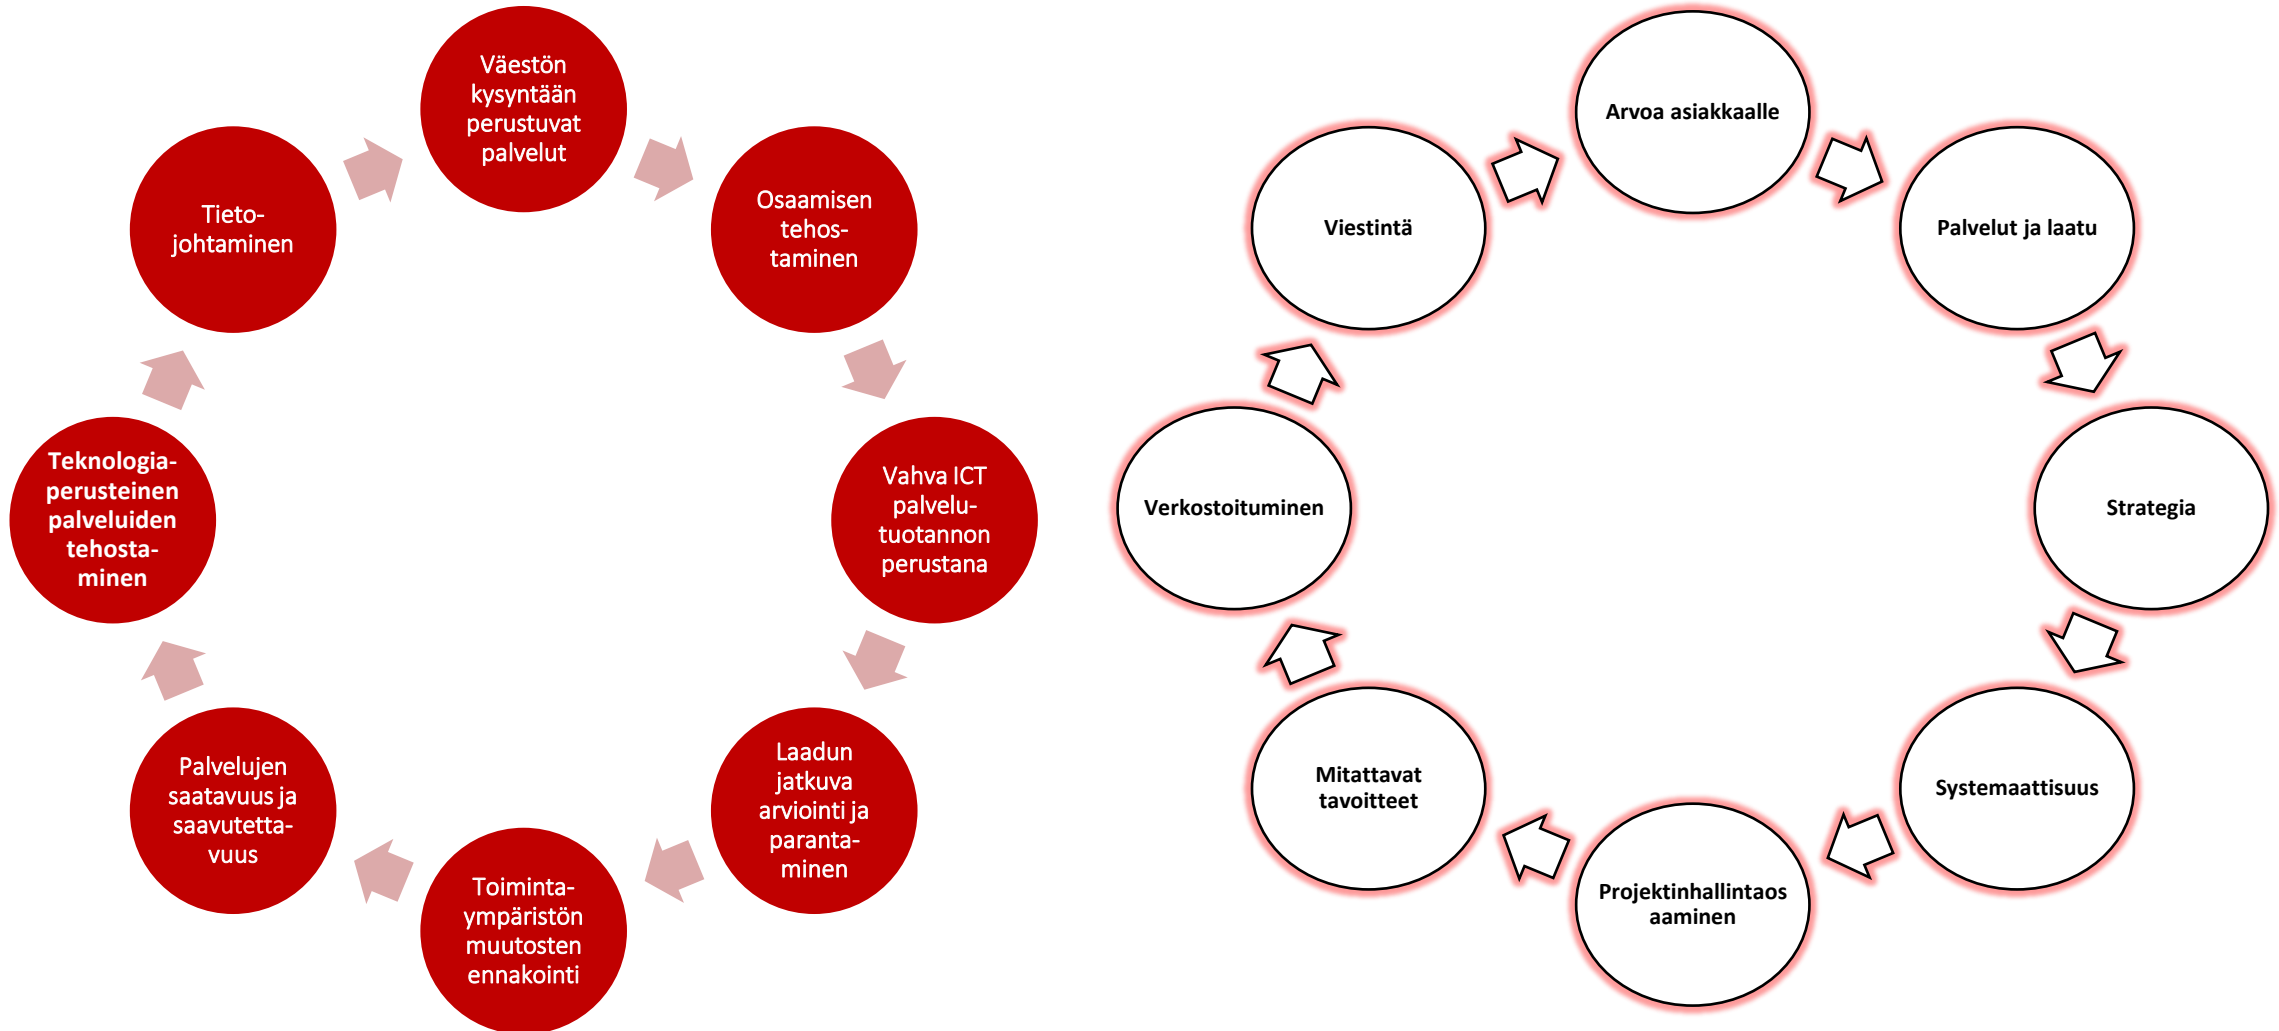 Väestön
kysyntään
perustuvat
palvelut
Osaamisen
tehos-
taminen
Vahva ICT
palvelu-
tuotannon
perustana
Laadun
jatkuva
arviointi ja
paranta-
minen
Toiminta-
ympäristön
muutosten
ennakointi
Palvelujen
saatavuus ja
saavutetta-
vuus
Teknologia-
perusteinen
palveluiden
tehosta-
minen
Tieto-
johtaminen
Arvoa asiakkaalle
Palvelut ja laatu
Strategia
Systemaattisuus
Projektinhallintaos
aaminen
Mitattavat
tavoitteet
Verkostoituminen
Viestintä